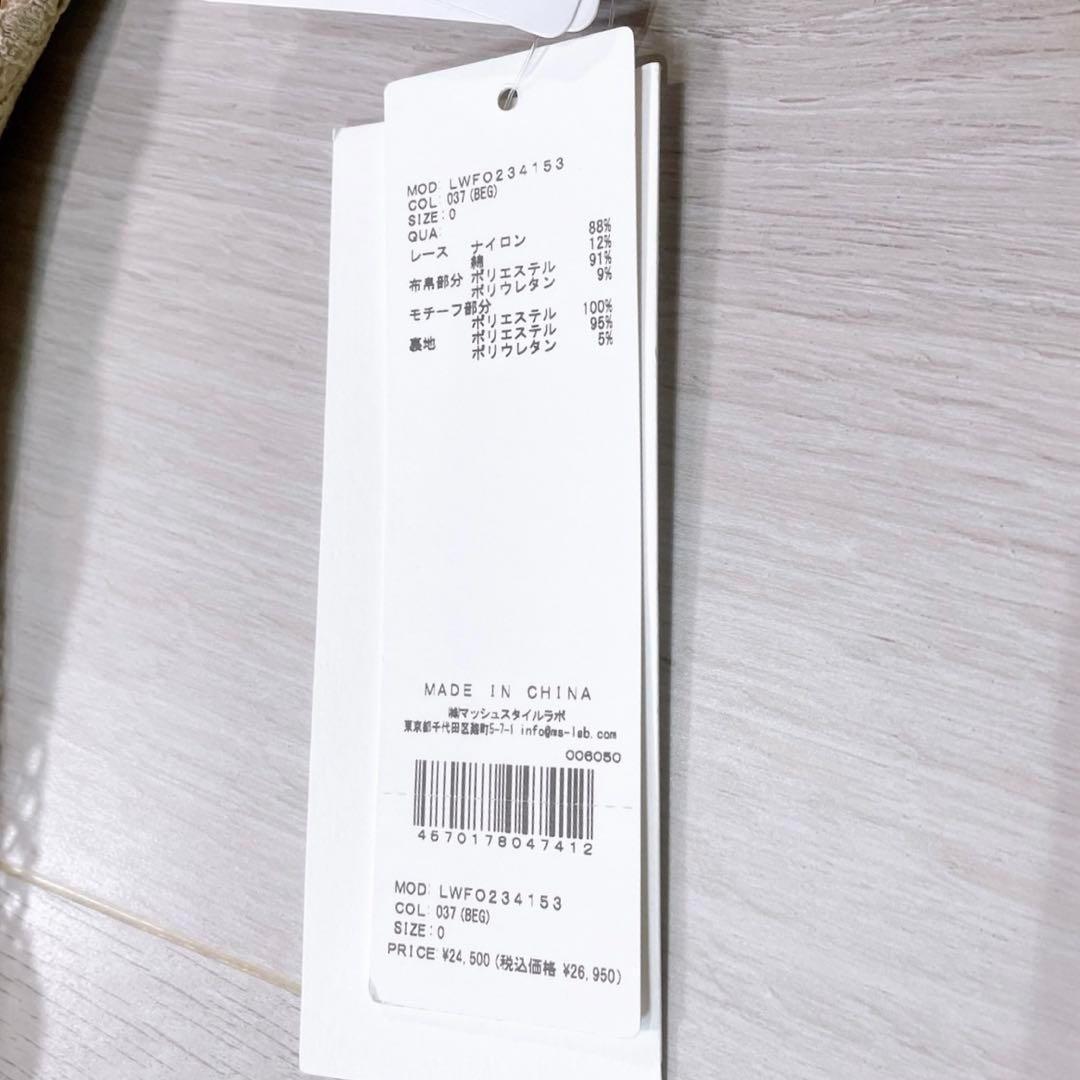 MOD: LWFO234153
COL: 037(BEG)
SIZE:0
QUA:
レース ナイロン 88%
綿 12%
布帛部分 ポリエステル 91%
ポリウレタン 9%
モチーフ部分
ポリエステル 100%
裏地 ポリエステル 95%
ポリウレタン 5%
MADE IN CHINA
㈱マッシュスタイルラボ
東京都千代田区麹町5-7-1 info@ms-lab.com
006050
4570178047412
MOD: LWFO234153
COL: 037(BEG)
SIZE:0
PRICE: ¥24,500(税込価格 ¥26,950)